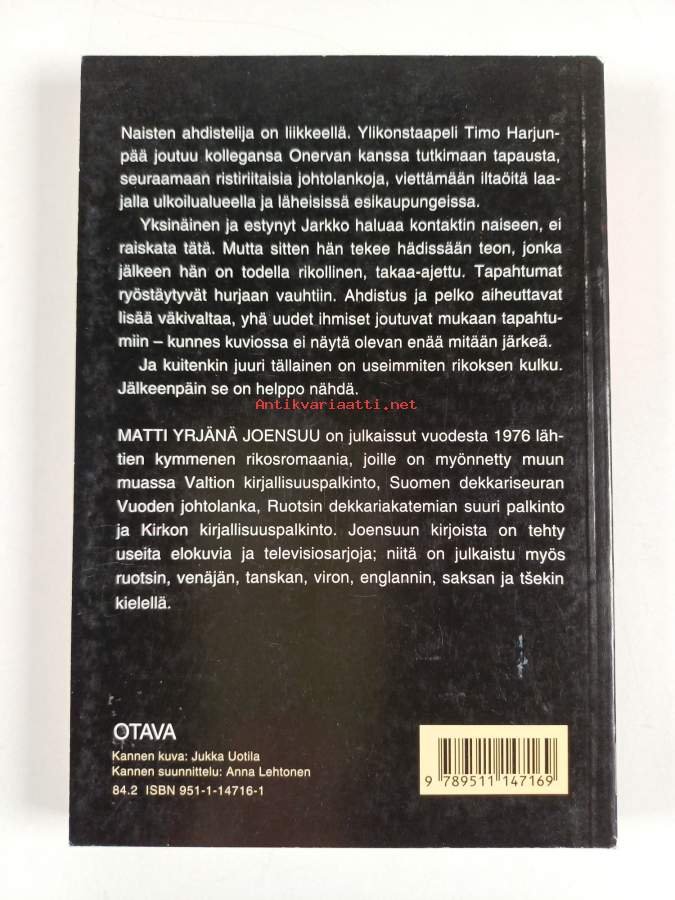 Naisten ahdistelija on liikkeellä. Ylikonstaapeli Timo Harjun-
pää joutuu kollegansa Onervan kanssa tutkimaan tapausta,
seuraamaan ristiriitaisia johtolankoja, viettämään iltaöitä laa-
jalla ulkoilualueella ja läheisissä esikaupungeissa.
Yksinäinen ja estynyt Jarkko haluaa kontaktin naiseen, ei
raiskata tätä. Mutta sitten hän tekee hädissään teon, jonka
jälkeen hän on todella rikollinen, takaa-ajettu. Tapahtumat
ryöstäytyvät hurjaan vauhtiin. Ahdistus ja pelko aiheuttavat
lisää väkivaltaa, yhä uudet ihmiset joutuvat mukaan tapahtu-
miin – kunnes kuviossa ei näytä olevan enää mitään järkeä.
Ja kuitenkin juuri tällainen on useimmiten rikoksen kulku.
Jälkeenpäin se on helppo nähdä.
Antikvariaatti.net
MATTI YRJÄNÄ JOENSUU on julkaissut vuodesta 1976 läh-
tien kymmenen rikosromaania, joille on myönnetty muun
muassa Valtion kirjallisuuspalkinto, Suomen dekkariseuran
Vuoden johtolanka, Ruotsin dekkariakatemian suuri palkinto
ja Kirkon kirjallisuuspalkinto. Joensuun kirjoista on tehty
useita elokuvia ja televisiosarjoja; niitä on julkaistu myös
ruotsin, venäjän, tanskan, viron, englannin, saksan ja tšekin
kielellä.
OTAVA
Kannen kuva: Jukka Uotila
Kannen suunnittelu: Anna Lehtonen
84.2 ISBN 951-1-14716-1
9 789511 147169